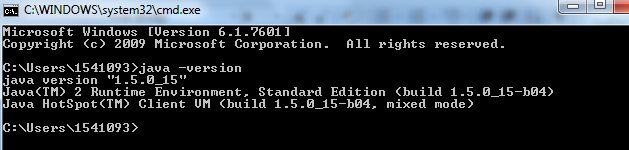 C:\WINDOWS\system32\cmd.exe
Microsoft Windows [Version 6.1.7601]
Copyright (c) 2009 Microsoft Corporation.  All rights reserved.
C:\Users\1541093>java -version
java version "1.5.0_15"
Java(TM) 2 Runtime Environment, Standard Edition (build 1.5.0_15-b04)
Java HotSpot(TM) Client VM (build 1.5.0_15-b04, mixed mode)
C:\Users\1541093>